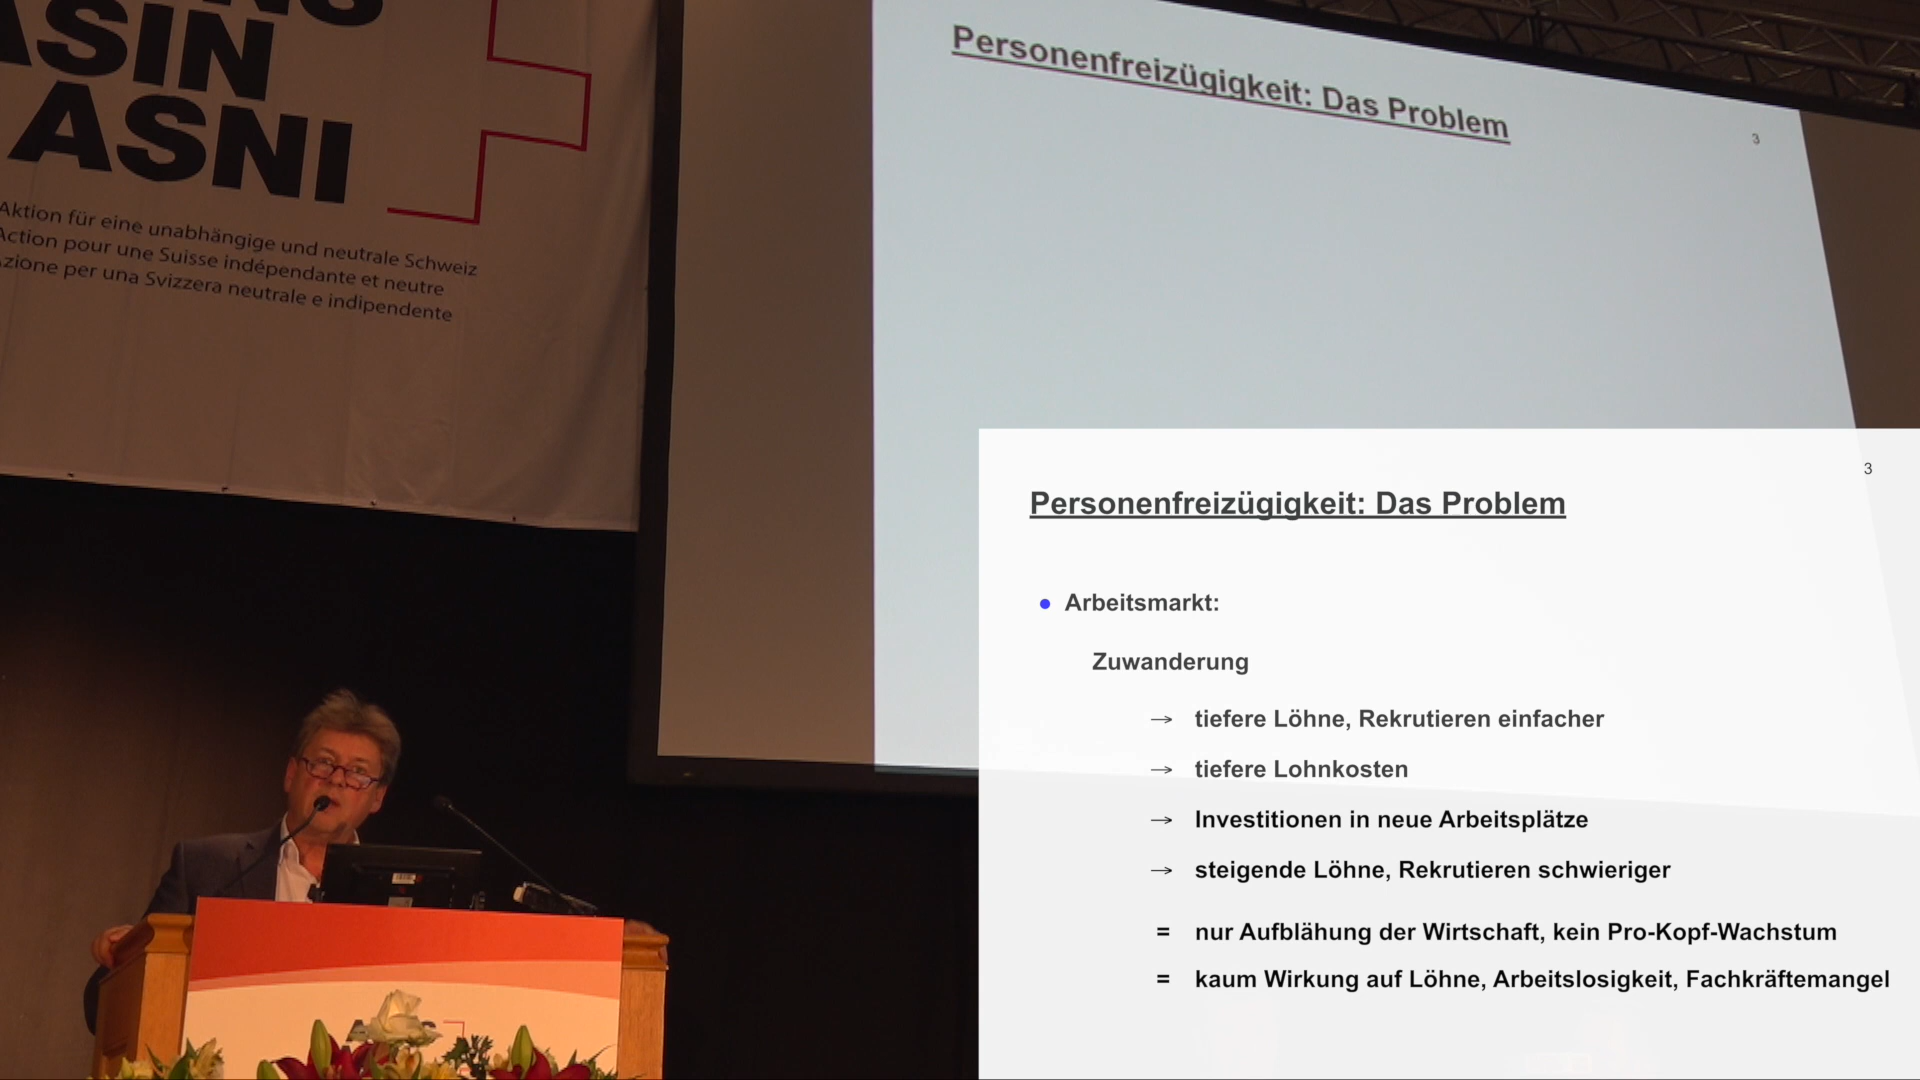 ASIN
ASNI
Aktion für eine unabhängige und neutrale Schweiz
Action pour une Suisse indépendante et neutre
zione per una Svizzera neutrale e indipendente
Personenfreizügigkeit: Das Problem
3
3
Personenfreizügigkeit: Das Problem
• Arbeitsmarkt:
Zuwanderung
→ tiefere Löhne, Rekrutieren einfacher
→ tiefere Lohnkosten
→ Investitionen in neue Arbeitsplätze
→ steigende Löhne, Rekrutieren schwieriger
= nur Aufblähung der Wirtschaft, kein Pro-Kopf-Wachstum
= kaum Wirkung auf Löhne, Arbeitslosigkeit, Fachkräftemangel